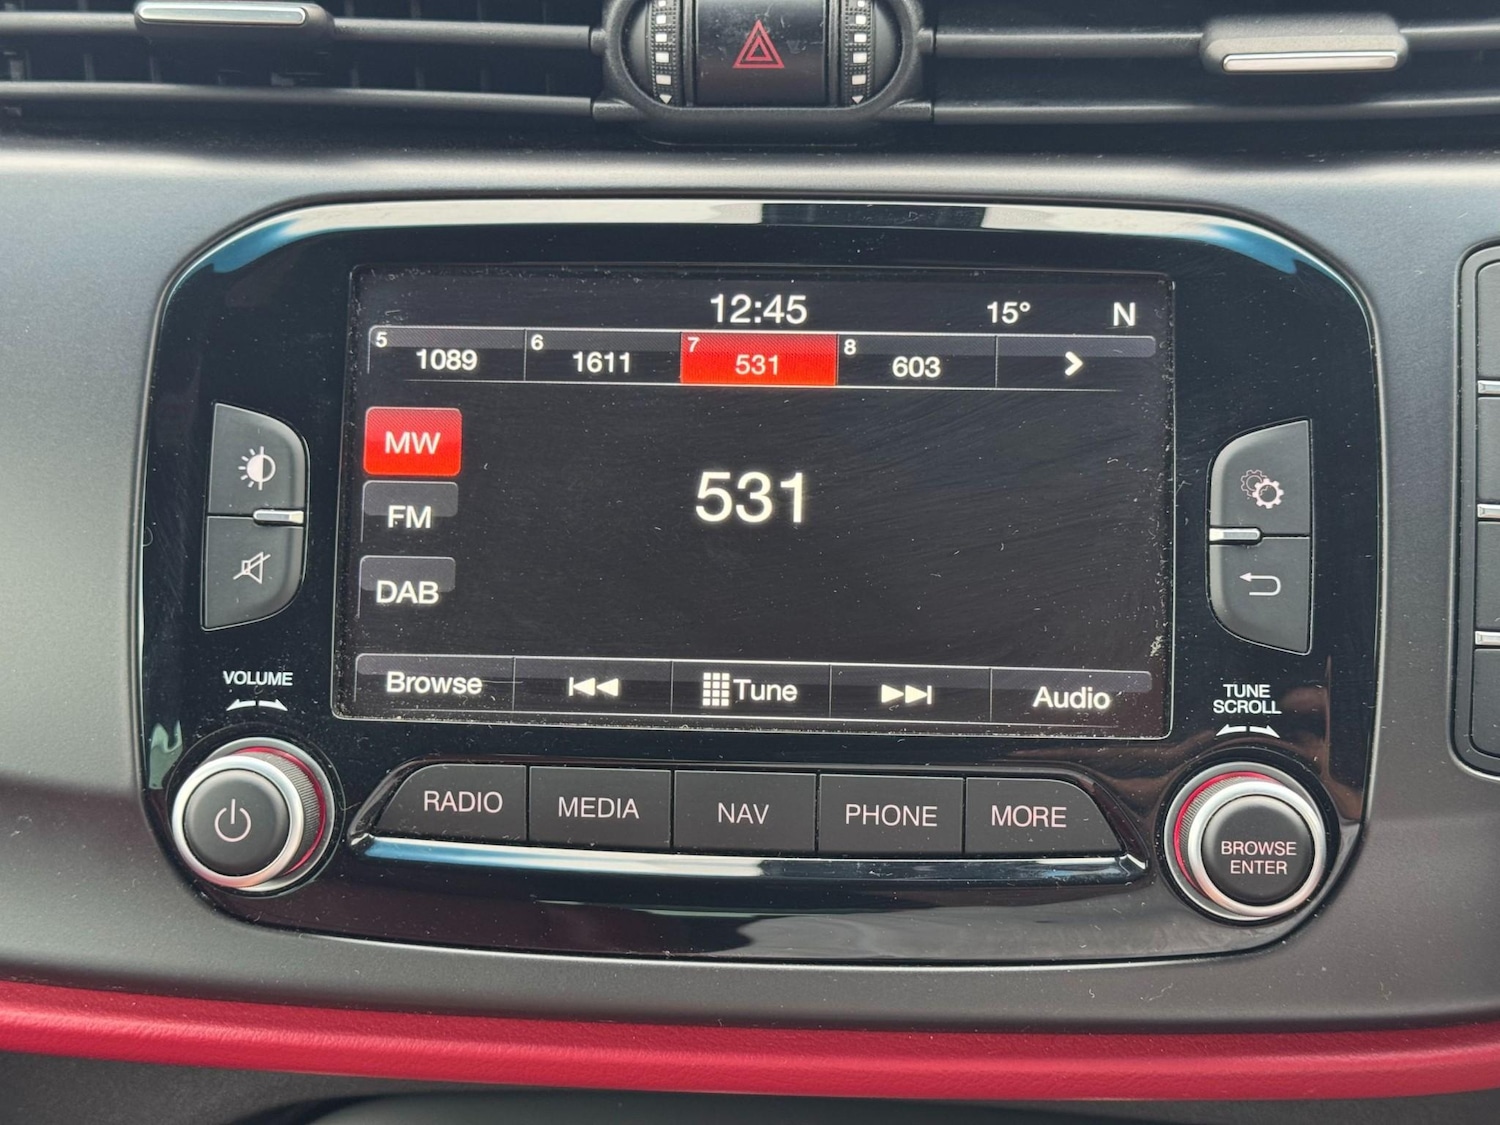 12:45 15° N
5 1089 6 1611 7 531 8 603
MW
531
FM
DAB
Browse Tune Audio
VOLUME
TUNE
SCROLL
RADIO MEDIA NAV PHONE MORE
BROWSE
ENTER